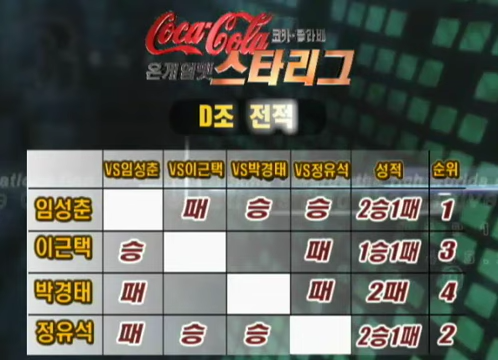 Coca-Cola 코카·콜라배
온게임넷 스타리그
D조 전적
VS임성춘 VS이근택 VS박경태 VS정유석 성적 순위
임성춘 패 승 승 2승1패 1
이근택 승 패 1승1패 3
박경태 패 패 2패 4
정유석 패 승 승 2승1패 2